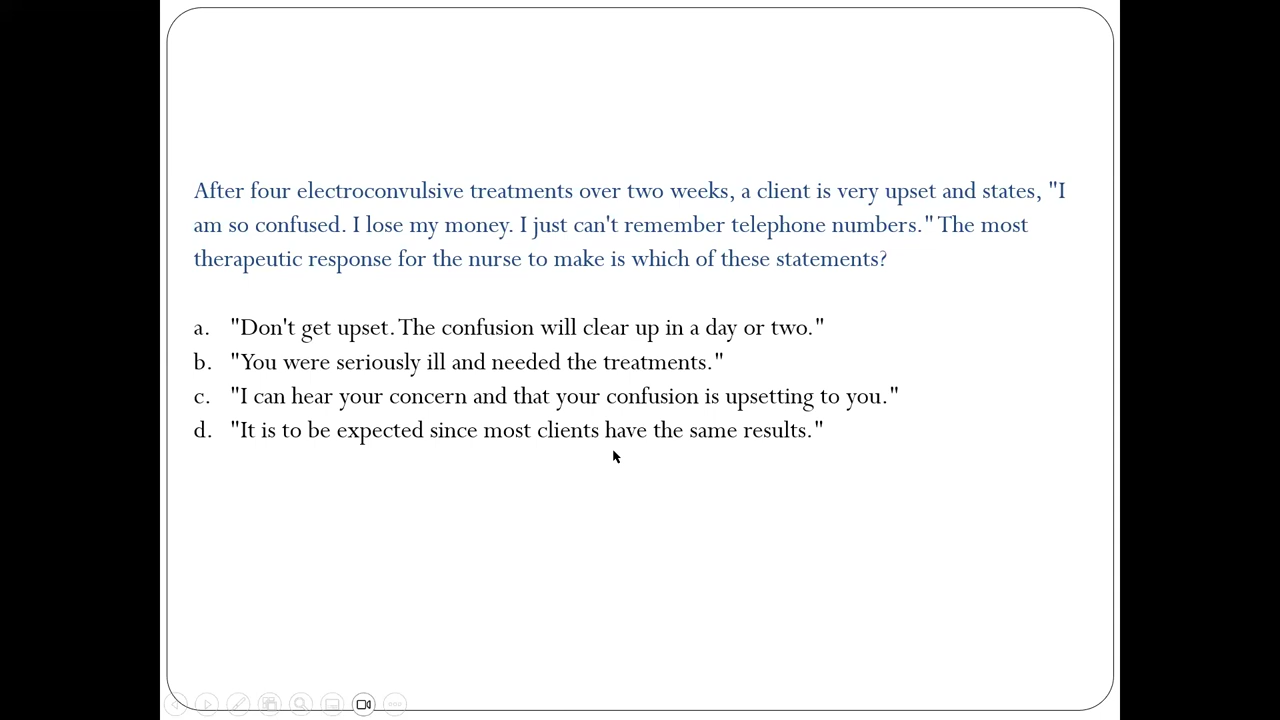 After four electroconvulsive treatments over two weeks, a client is very upset and states, "I
am so confused. I lose my money. I just can't remember telephone numbers." The most
therapeutic response for the nurse to make is which of these statements?
a. "Don't get upset. The confusion will clear up in a day or two."
b. "You were seriously ill and needed the treatments."
c. "I can hear your concern and that your confusion is upsetting to you."
d. "It is to be expected since most clients have the same results."